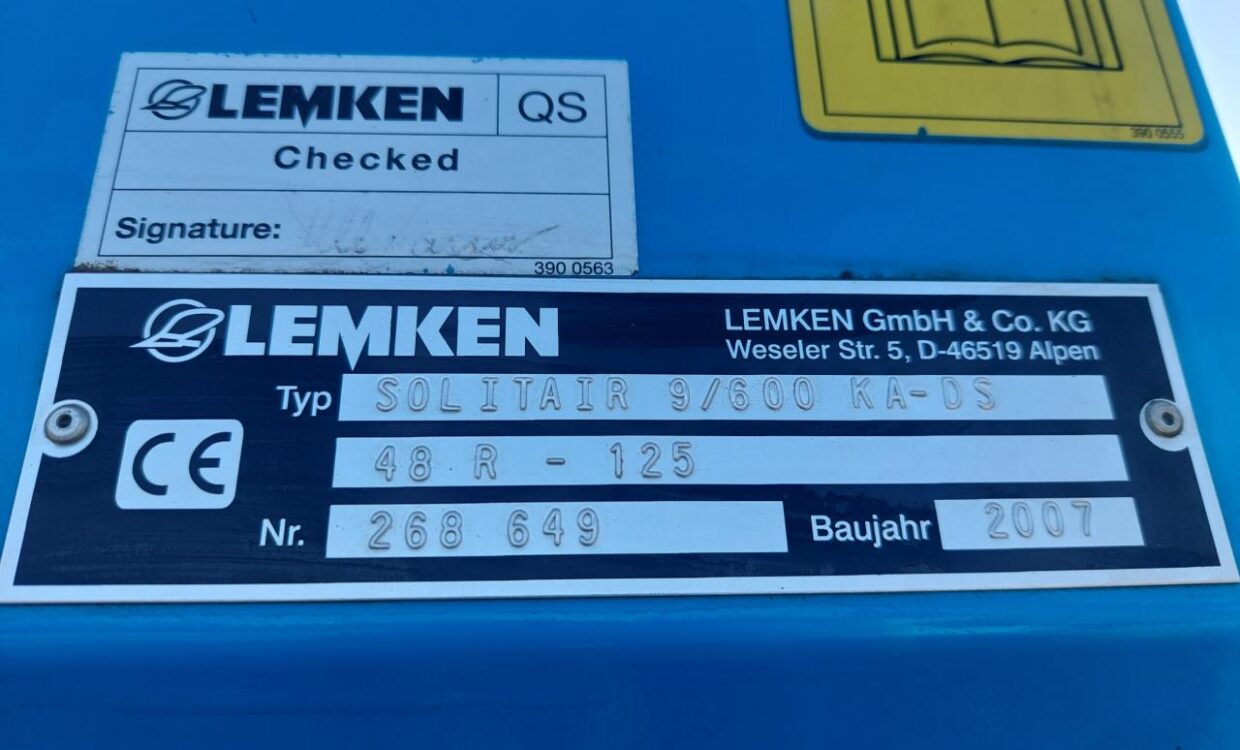 LEMKEN QS
Checked
Signature:
390 0563
390 0555
LEMKEN
LEMKEN GmbH & Co. KG
Weseler Str. 5, D-46519 Alpen
Typ SOLITAIR 9/600 KA-DS
48 R - 125
CE
Nr. 268 649 Baujahr 2007